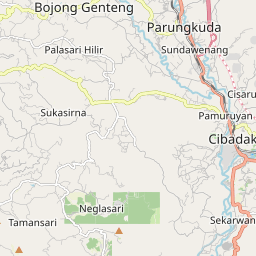 Bojong Genteng
Parungkuda
Palasari Hilir
Sundawenang
Cisaru
Sukasirna
Pamuruyan
Cibadak
Neglasari
Tamansari
Sekarwan